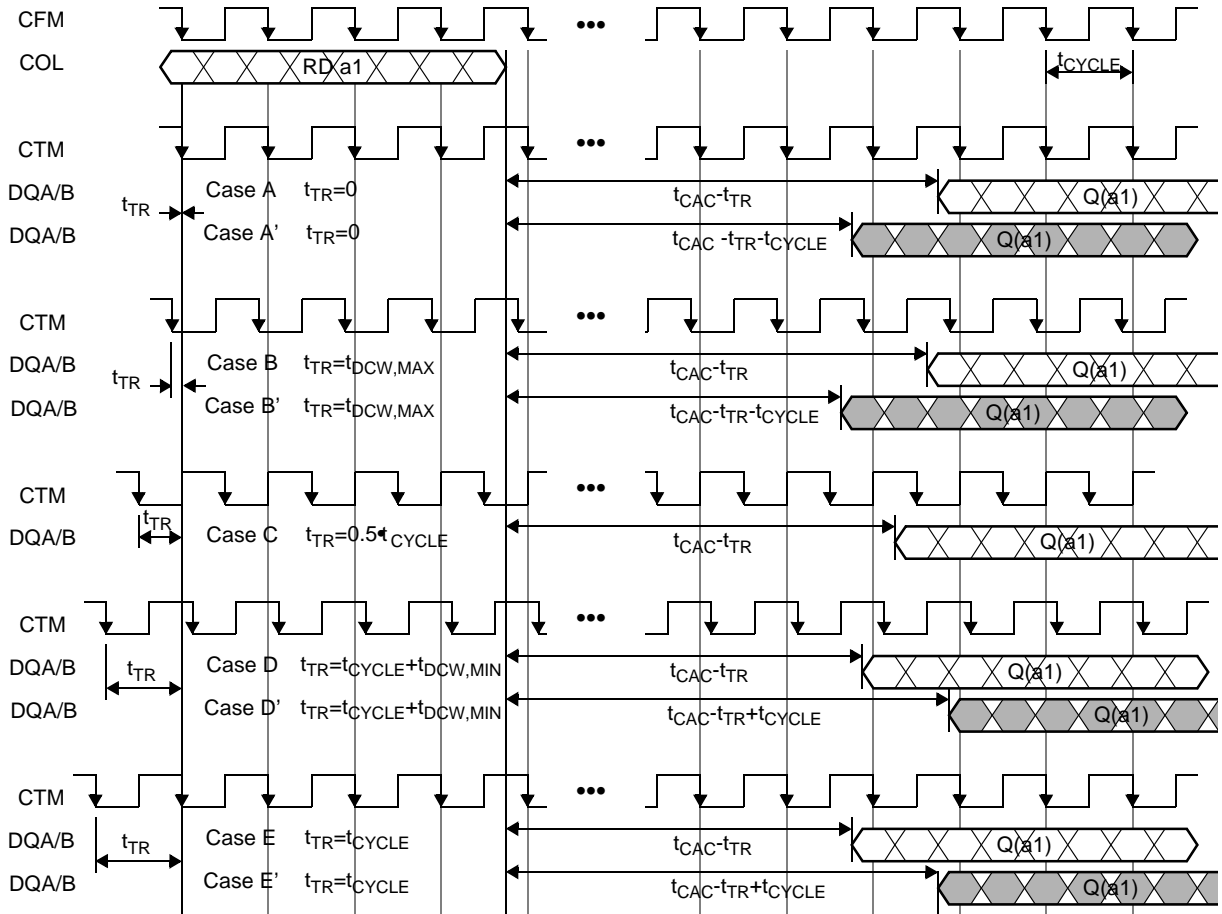 CFM
•••
COL
RD a1
tCYCLE
CTM
•••
DQA/B
Case A tTR=0
tCAC-tTR
Q(a1)
tTR
DQA/B
Case A' tTR=0
tCAC -tTR-tCYCLE
Q(a1)
CTM
•••
DQA/B
Case B tTR=tDCW,MAX
tCAC-tTR
Q(a1)
tTR
DQA/B
Case B' tTR=tDCW,MAX
tCAC-tTR-tCYCLE
Q(a1)
CTM
•••
tTR
DQA/B
Case C tTR=0.5•tCYCLE
tCAC-tTR
Q(a1)
CTM
•••
DQA/B
tTR
Case D tTR=tCYCLE+tDCW,MIN
tCAC-tTR
Q(a1)
DQA/B
Case D' tTR=tCYCLE+tDCW,MIN
tCAC-tTR+tCYCLE
Q(a1)
CTM
•••
DQA/B
tTR
Case E tTR=tCYCLE
tCAC-tTR
Q(a1)
DQA/B
Case E' tTR=tCYCLE
tCAC-tTR+tCYCLE
Q(a1)